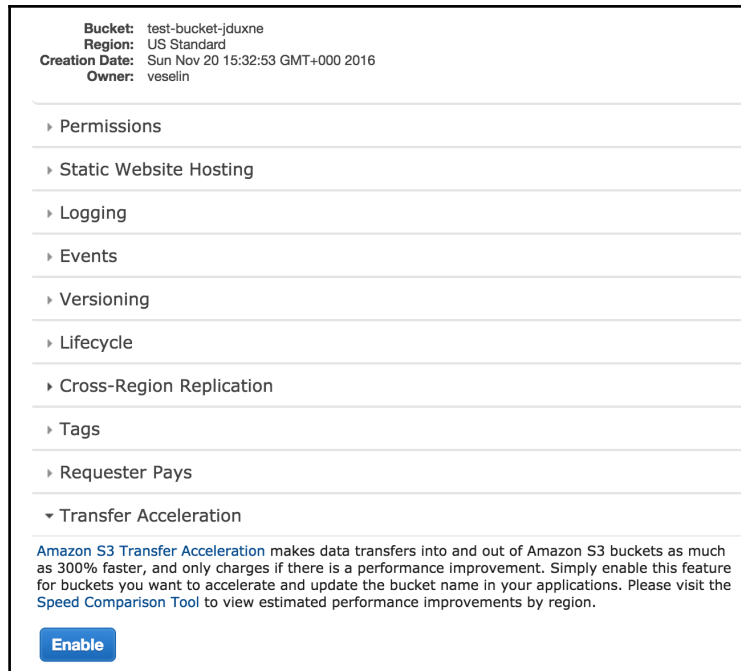 Bucket: test-bucket-jduxne
Region: US Standard
Creation Date: Sun Nov 20 15:32:53 GMT+000 2016
Owner: veselin
Permissions
Static Website Hosting
Logging
Events
Versioning
Lifecycle
Cross-Region Replication
Tags
Requester Pays
Transfer Acceleration
Amazon S3 Transfer Acceleration makes data transfers into and out of Amazon S3 buckets as much
as 300% faster, and only charges if there is a performance improvement. Simply enable this feature
for buckets you want to accelerate and update the bucket name in your applications. Please visit the
Speed Comparison Tool to view estimated performance improvements by region.
Enable